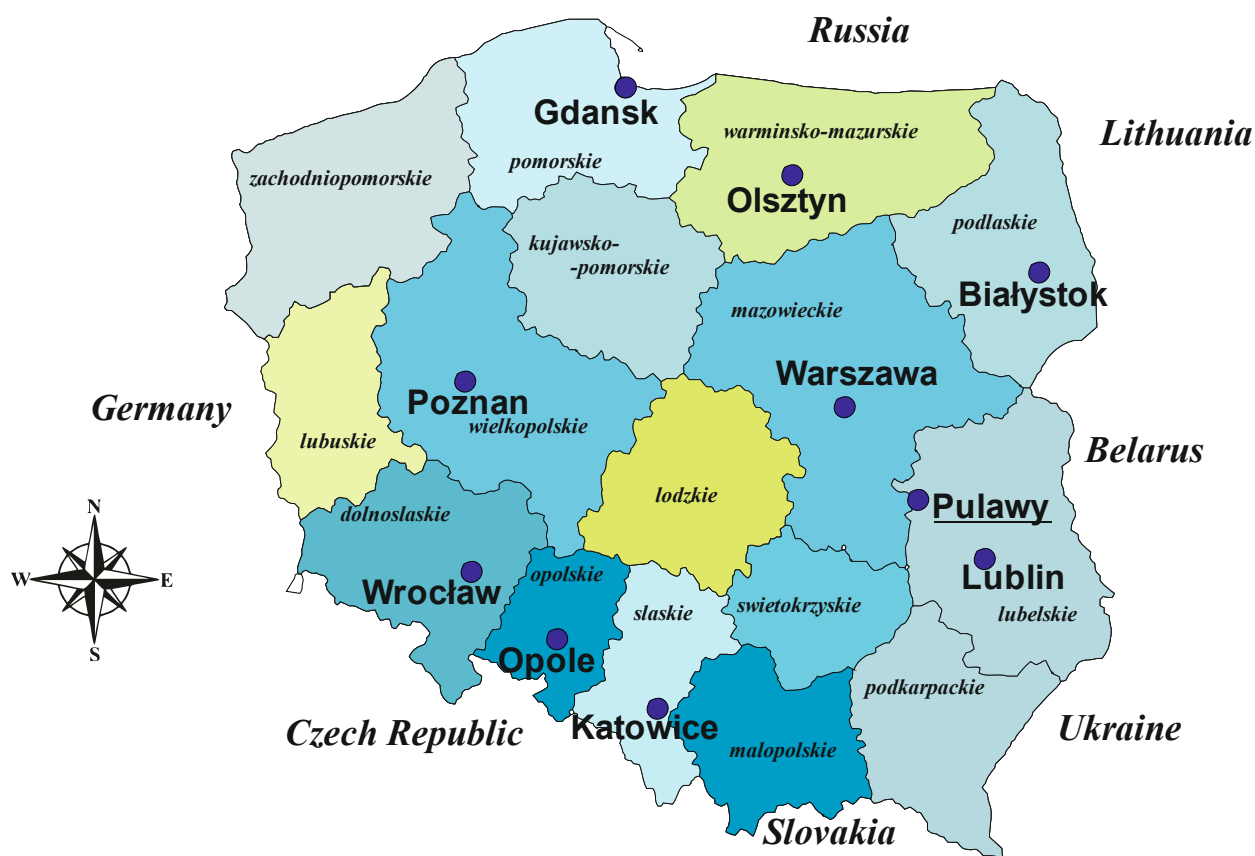 Russia
Gdansk
warminsko-mazurskie
Lithuania
pomorskie
zachodniopomorskie
Olsztyn
kujawsko-
-pomorskie
podlaskie
Białystok
mazowieckie
Warszawa
Germany
Poznan
wielkopolskie
lubuskie
Belarus
lodzkie
Pulawy
dolnoslaskie
N
W
E
S
Wrocław
opolskie
Lublin
slaskie
swietokrzyskie
lubelskie
Opole
podkarpackie
Czech Republic
Katowice
Ukraine
malopolskie
Slovakia